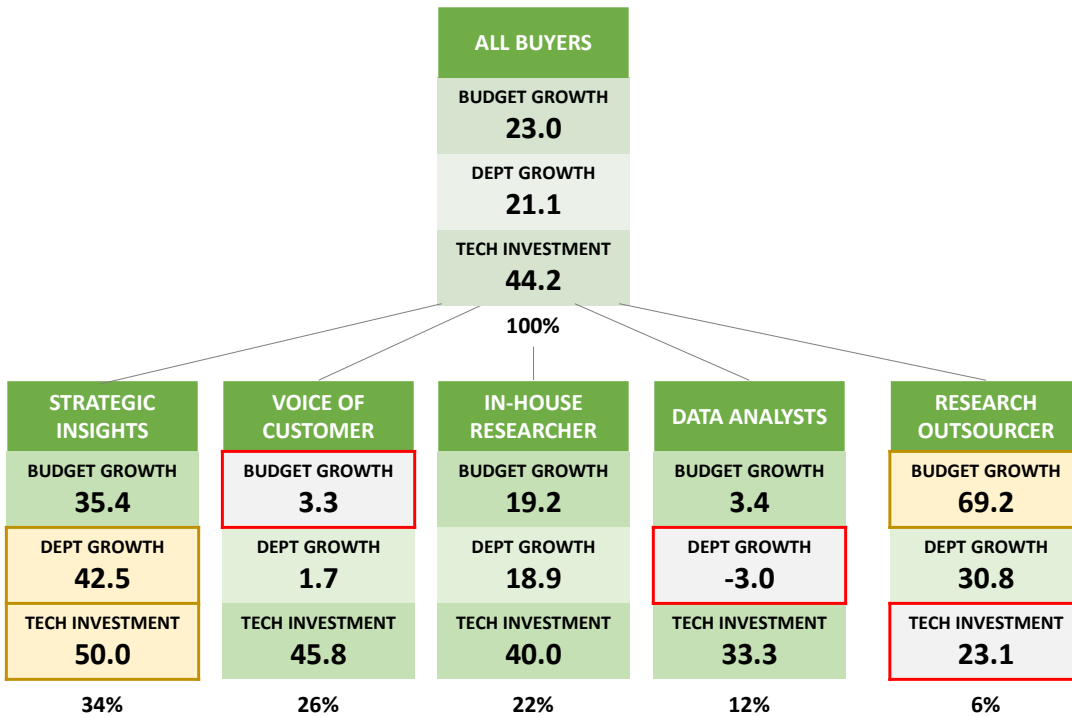 ALL BUYERS
BUDGET GROWTH
23.0
DEPT GROWTH
21.1
TECH INVESTMENT
44.2
100%
STRATEGIC
INSIGHTS
BUDGET GROWTH
35.4
DEPT GROWTH
42.5
TECH INVESTMENT
50.0
34%
VOICE OF
CUSTOMER
BUDGET GROWTH
3.3
DEPT GROWTH
1.7
TECH INVESTMENT
45.8
26%
IN-HOUSE
RESEARCHER
BUDGET GROWTH
19.2
DEPT GROWTH
18.9
TECH INVESTMENT
40.0
22%
DATA ANALYSTS
BUDGET GROWTH
3.4
DEPT GROWTH
-3.0
TECH INVESTMENT
33.3
12%
RESEARCH
OUTSOURCER
BUDGET GROWTH
69.2
DEPT GROWTH
30.8
TECH INVESTMENT
23.1
6%